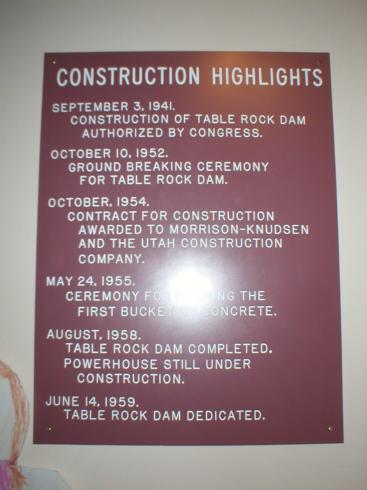 CONSTRUCTION HIGHLIGHTS
SEPTEMBER 3, 1941.
CONSTRUCTION OF TABLE ROCK DAM
AUTHORIZED BY CONGRESS.
OCTOBER 10, 1952.
GROUND BREAKING CEREMONY
FOR TABLE ROCK DAM.
OCTOBER, 1954.
CONTRACT FOR CONSTRUCTION
AWARDED TO MORRISON-KNUDSEN
AND THE UTAH CONSTRUCTION
COMPANY.
MAY 24, 1955.
CEREMONY FOR THE
FIRST BUCKET OF CONCRETE.
AUGUST, 1958.
TABLE ROCK DAM COMPLETED.
POWERHOUSE STILL UNDER
CONSTRUCTION.
JUNE 14, 1959.
TABLE ROCK DAM DEDICATED.